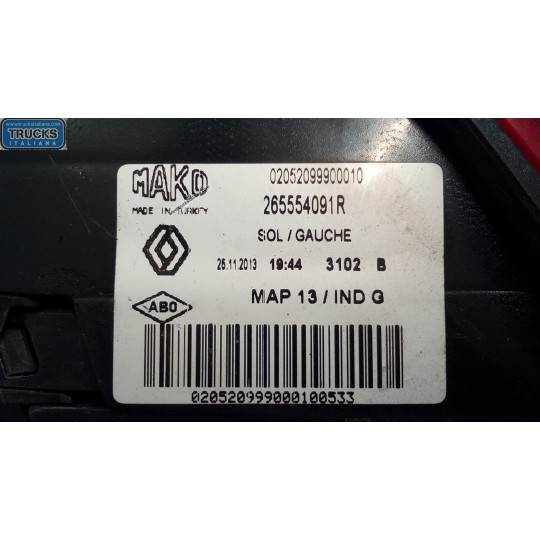 www.trucksitaliana.com
TRUCKS
ITALIANA
MAKO
MADE IN TURKEY
02052099900010
265554091R
SOL / GAUCHE
26.11.2013 19:44 3102 B
ABO
MAP 13 / IND G
020520999000100533